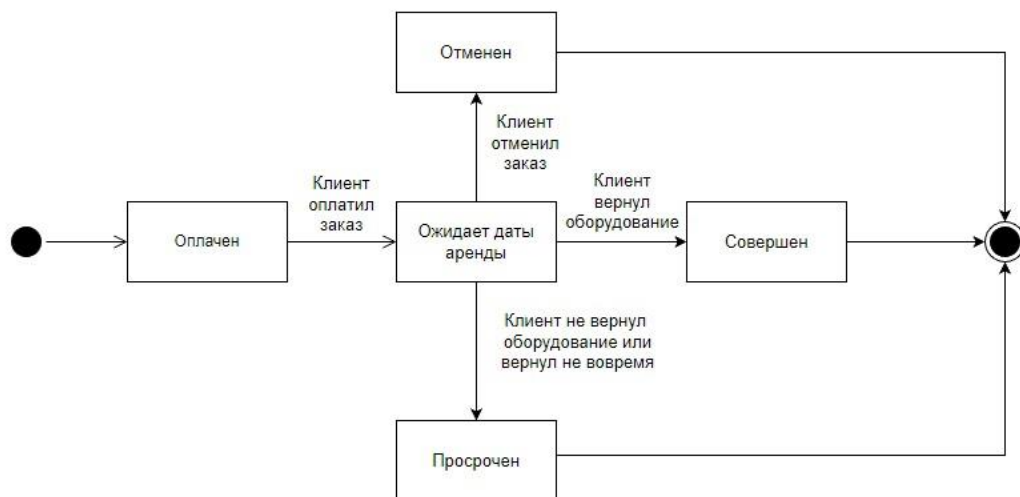 Отменен
Клиент
отменил
заказ
Клиент
оплатил
заказ
Клиент
вернул
оборудование
Оплачен
Ожидает даты
аренды
Совершен
Клиент не вернул
оборудование или
вернул не вовремя
Просрочен